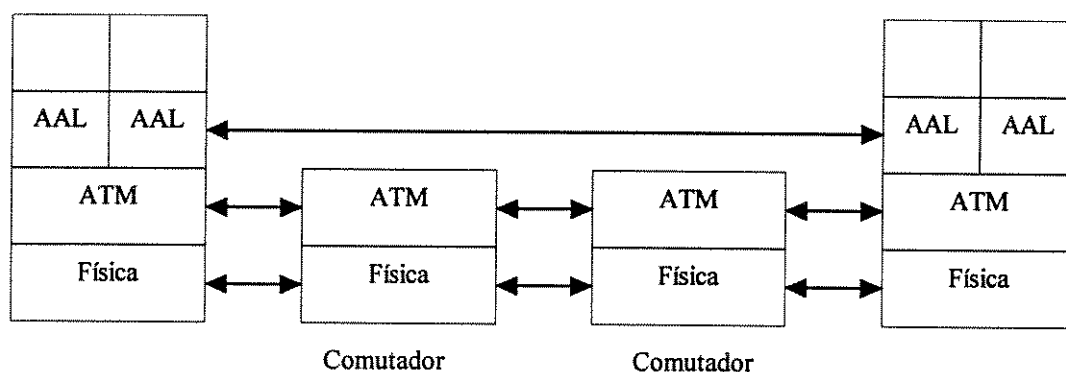 AAL AAL AAL AAL
ATM ATM ATM ATM
Física Física Física Física
Comutador Comutador